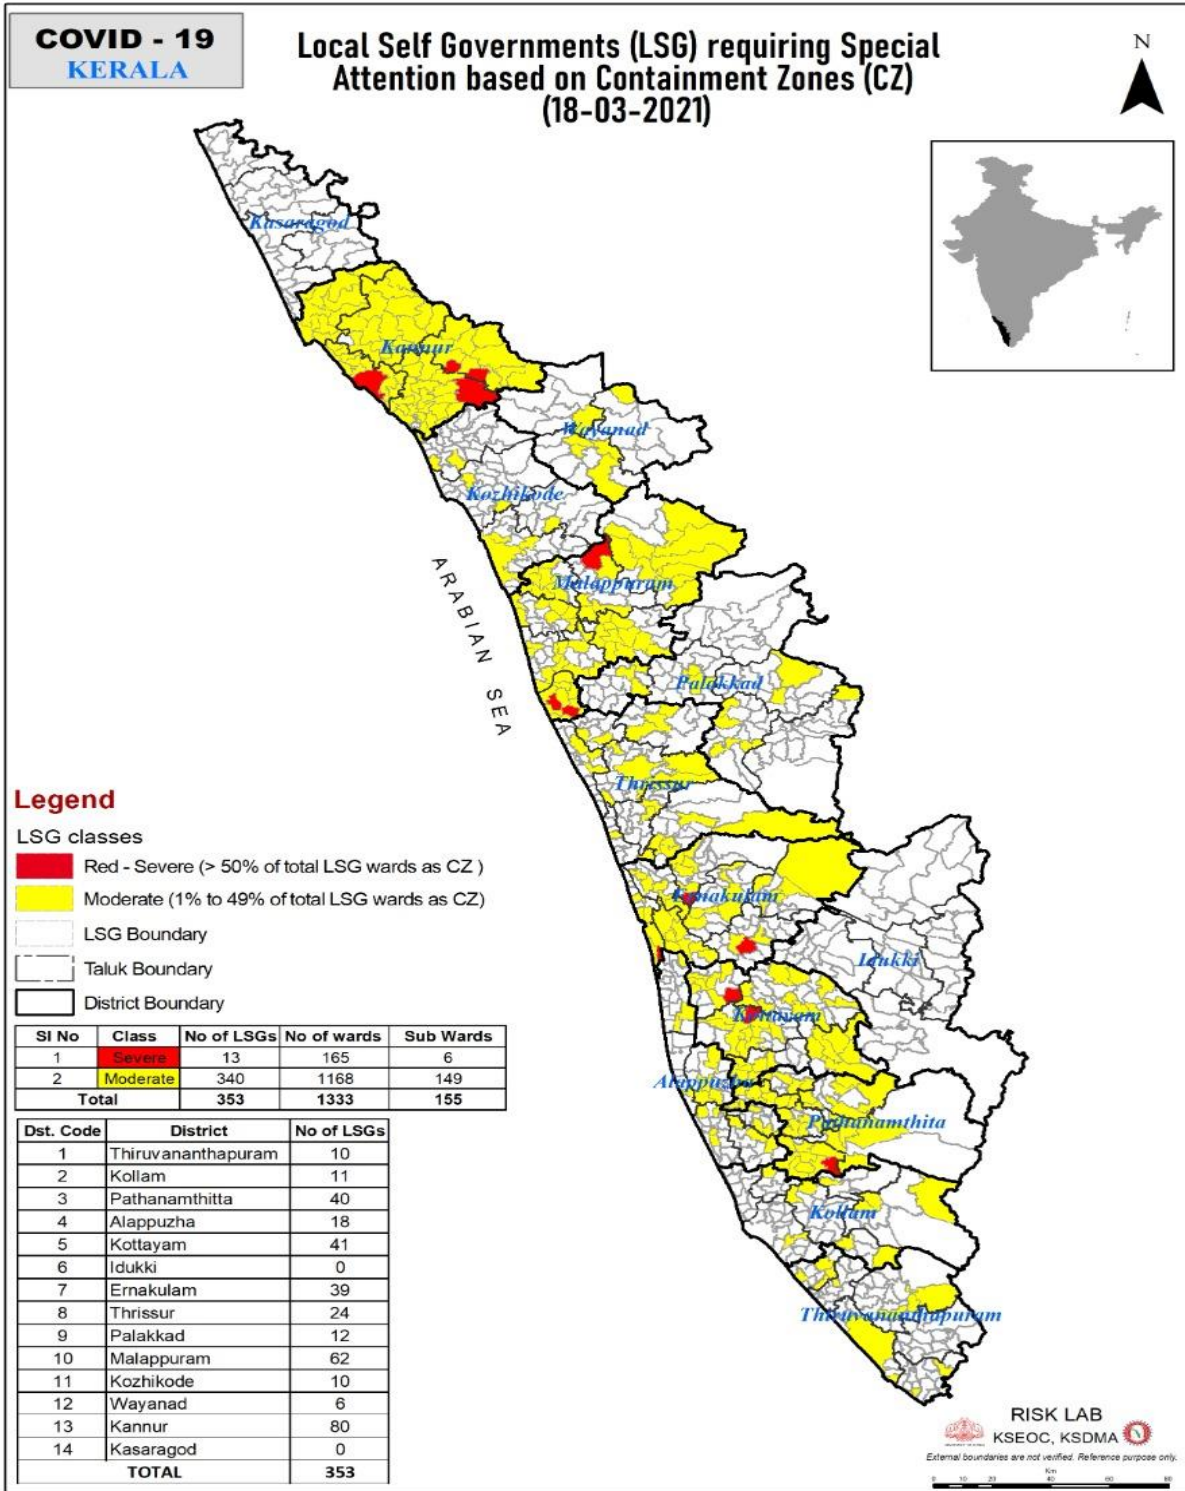 COVID - 19
KERALA
Local Self Governments (LSG) requiring Special
Attention based on Containment Zones (CZ)
(18-03-2021)
N
Kasaragod
Kannur
Wayanad
Kozhikode
ARABIAN SEA
Malappuram
Palakkad
Thrissur
Ernakulam
Idukki
Kottayam
Alappuzha
Pathanamthita
Kollam
Thiruvananthapuram
Legend
LSG classes
Red - Severe (> 50% of total LSG wards as CZ )
Moderate (1% to 49% of total LSG wards as CZ)
LSG Boundary
Taluk Boundary
District Boundary
Sl No Class No of LSGs No of wards Sub Wards
1 Severe 13 165 6
2 Moderate 340 1168 149
Total 353 1333 155
Dst. Code District No of LSGs
1 Thiruvananthapuram 10
2 Kollam 11
3 Pathanamthitta 40
4 Alappuzha 18
5 Kottayam 41
6 Idukki 0
7 Ernakulam 39
8 Thrissur 24
9 Palakkad 12
10 Malappuram 62
11 Kozhikode 10
12 Wayanad 6
13 Kannur 80
14 Kasaragod 0
TOTAL 353
RISK LAB
KSEOC, KSDMA
External boundaries are not verified. Reference purpose only.
Km
0 10 20 40 60 80